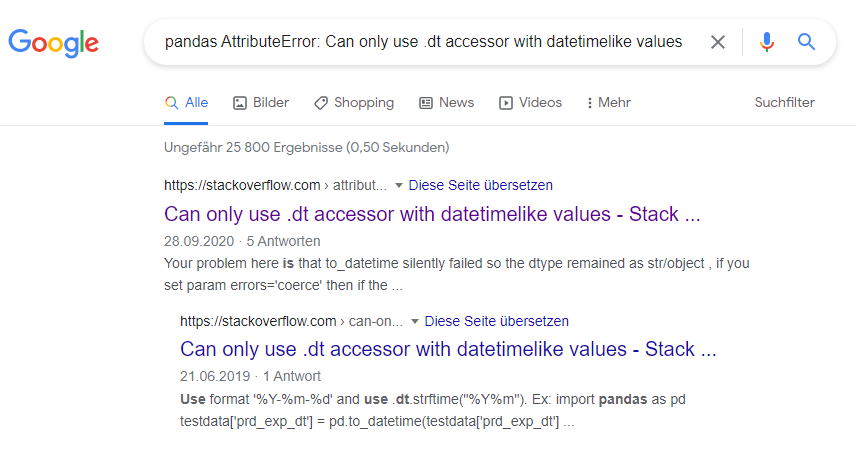 Google
pandas AttributeError: Can only use .dt accessor with datetimelike values
Alle Bilder Shopping News Videos Mehr Suchfilter
Ungefähr 25 800 Ergebnisse (0,50 Sekunden)
https://stackoverflow.com › attribut... Diese Seite übersetzen
Can only use .dt accessor with datetimelike values - Stack ...
28.09.2020 · 5 Antworten
Your problem here is that to_datetime silently failed so the dtype remained as str/object , if you
set param errors='coerce' then if the ...
https://stackoverflow.com › can-on... Diese Seite übersetzen
Can only use .dt accessor with datetimelike values - Stack ...
21.06.2019 · 1 Antwort
Use format '%Y-%m-%d' and use .dt.strftime("%Y%m"). Ex: import pandas as pd
testdata['prd_exp_dt'] = pd.to_datetime(testdata['prd_exp_dt'] ...